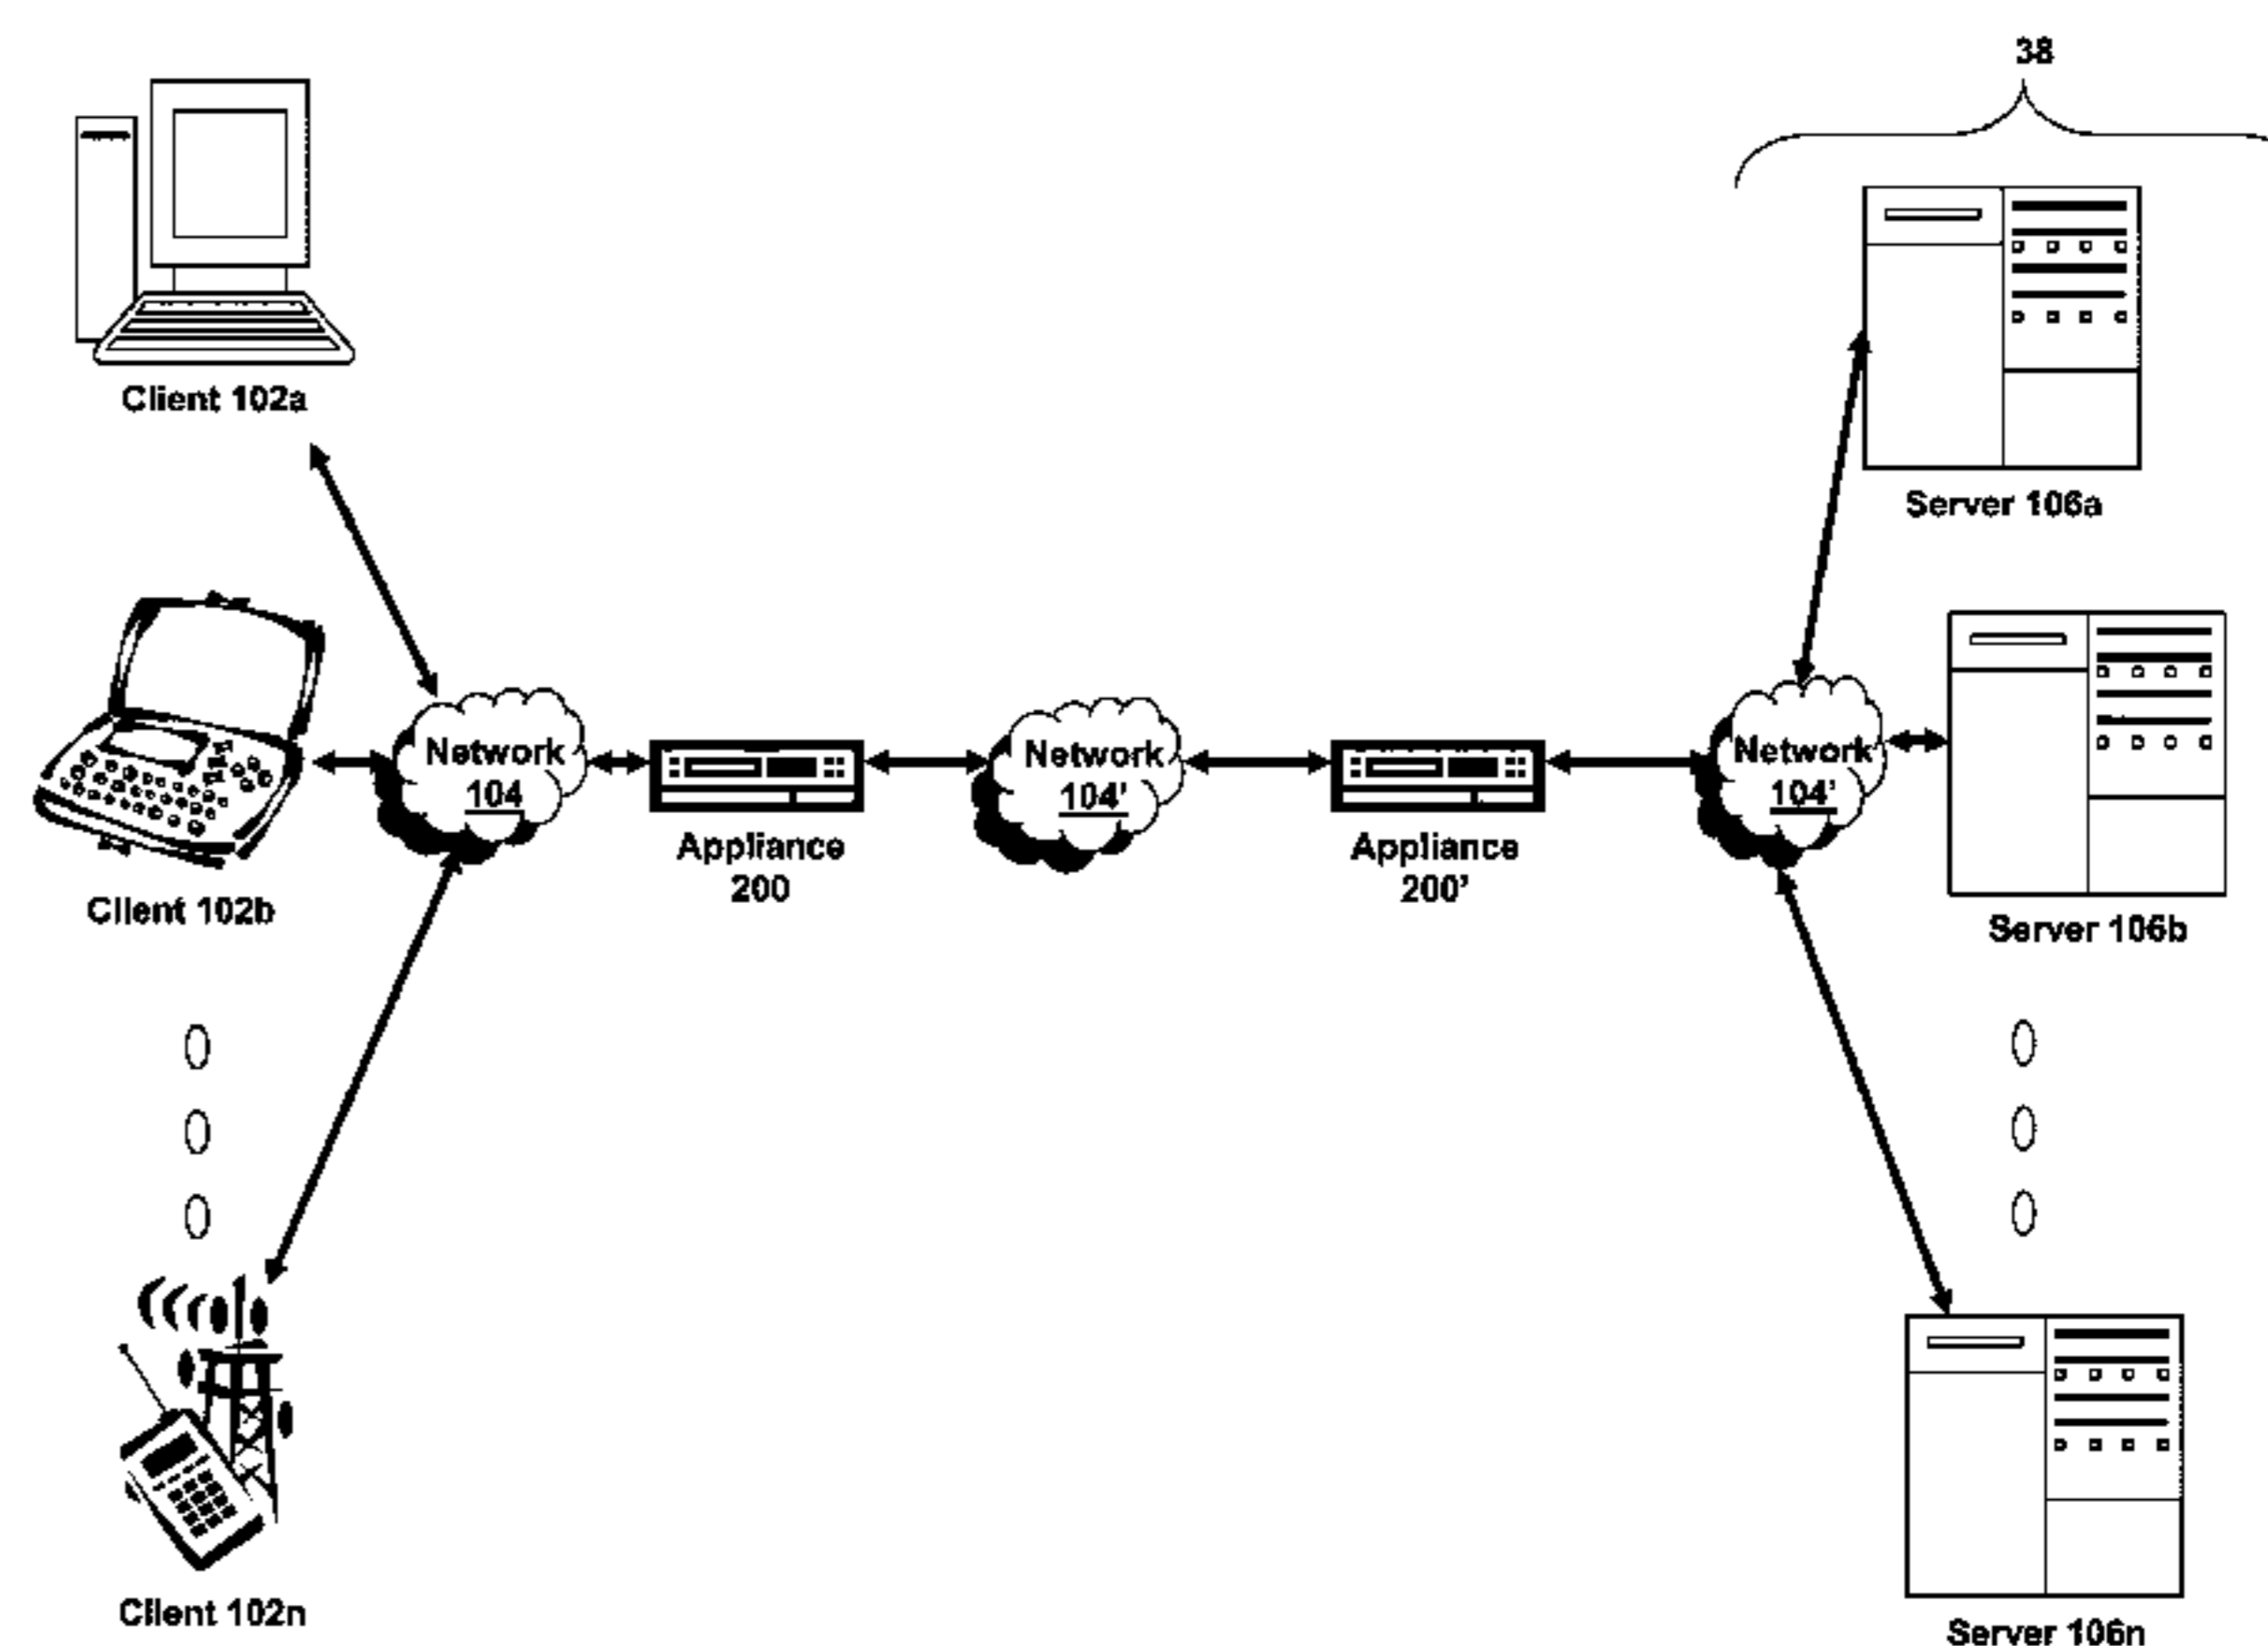 38
Client 102a
Server 106a
Network
104
Appliance
200
Network
104'
Appliance
200'
Network
104'
Client 102b
Server 106b
Client 102n
Server 106n